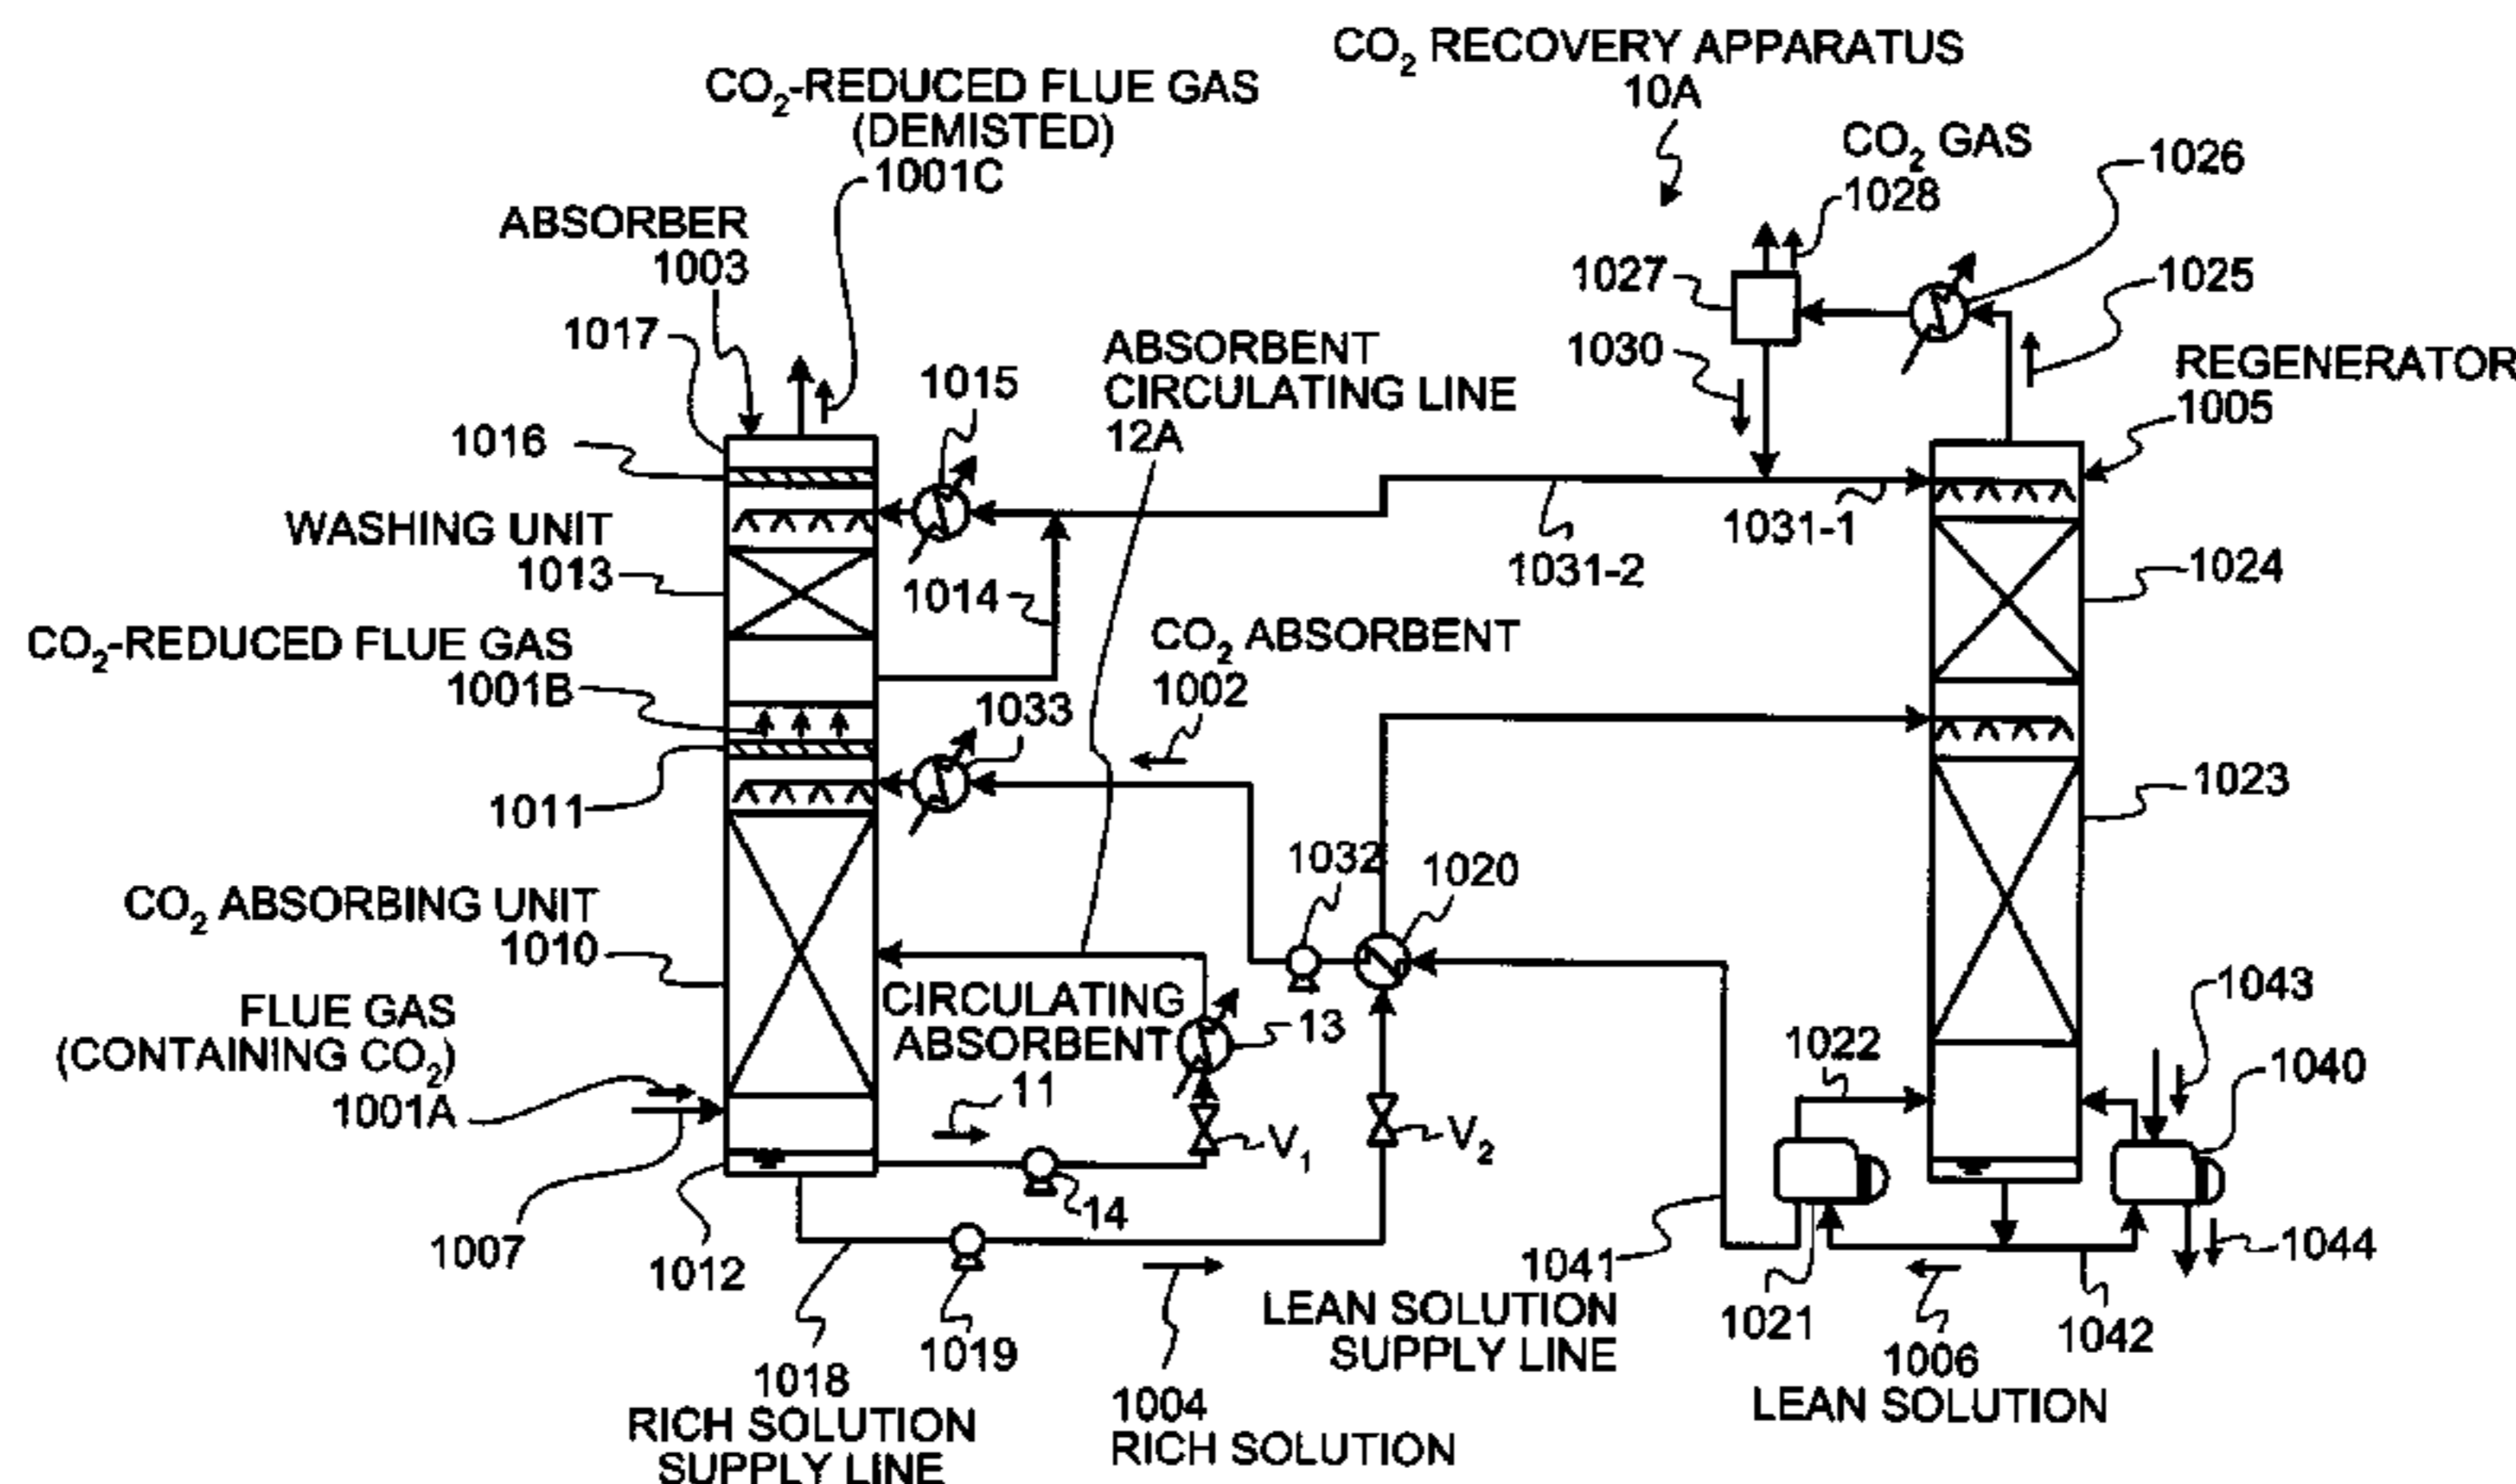 CO2 RECOVERY APPARATUS
10A
CO2-REDUCED FLUE GAS
(DEMISTED)
1001C
CO2 GAS
1028
1026
ABSORBER
1003
1027
1025
1017
1030
ABSORBENT
CIRCULATING LINE
12A
REGENERATOR
1005
1015
1016
WASHING UNIT
1013
1031-1
1031-2
1024
1014
CO2-REDUCED FLUE GAS
1001B
CO2 ABSORBENT
1002
1033
1011
1023
1032
1020
CO2 ABSORBING UNIT
1010
CIRCULATING
ABSORBENT
13
1043
FLUE GAS
(CONTAINING CO2)
1001A
11
1022
1040
V1
V2
14
1007
1012
1041
1044
LEAN SOLUTION
SUPPLY LINE
1021
1042
1006
LEAN SOLUTION
1019
1018
RICH SOLUTION
SUPPLY LINE
1004
RICH SOLUTION